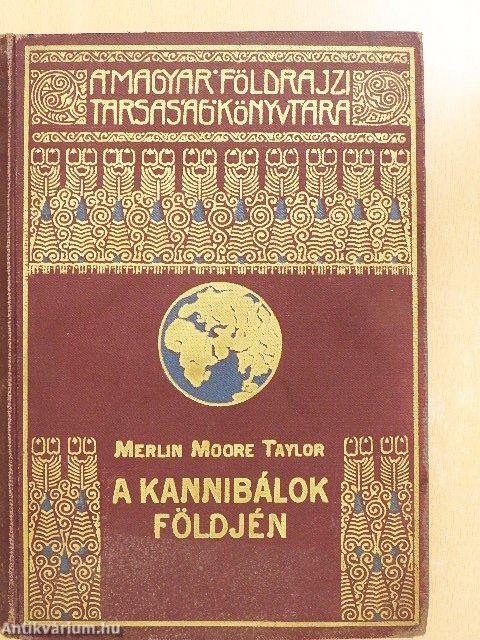 A·MAGYAR·FÖLDRAJZI
TÁRSASÁG·KÖNYVTÁRA
MERLIN MOORE TAYLOR
A KANNIBÁLOK
FÖLDJÉN
Antikvarium.hu